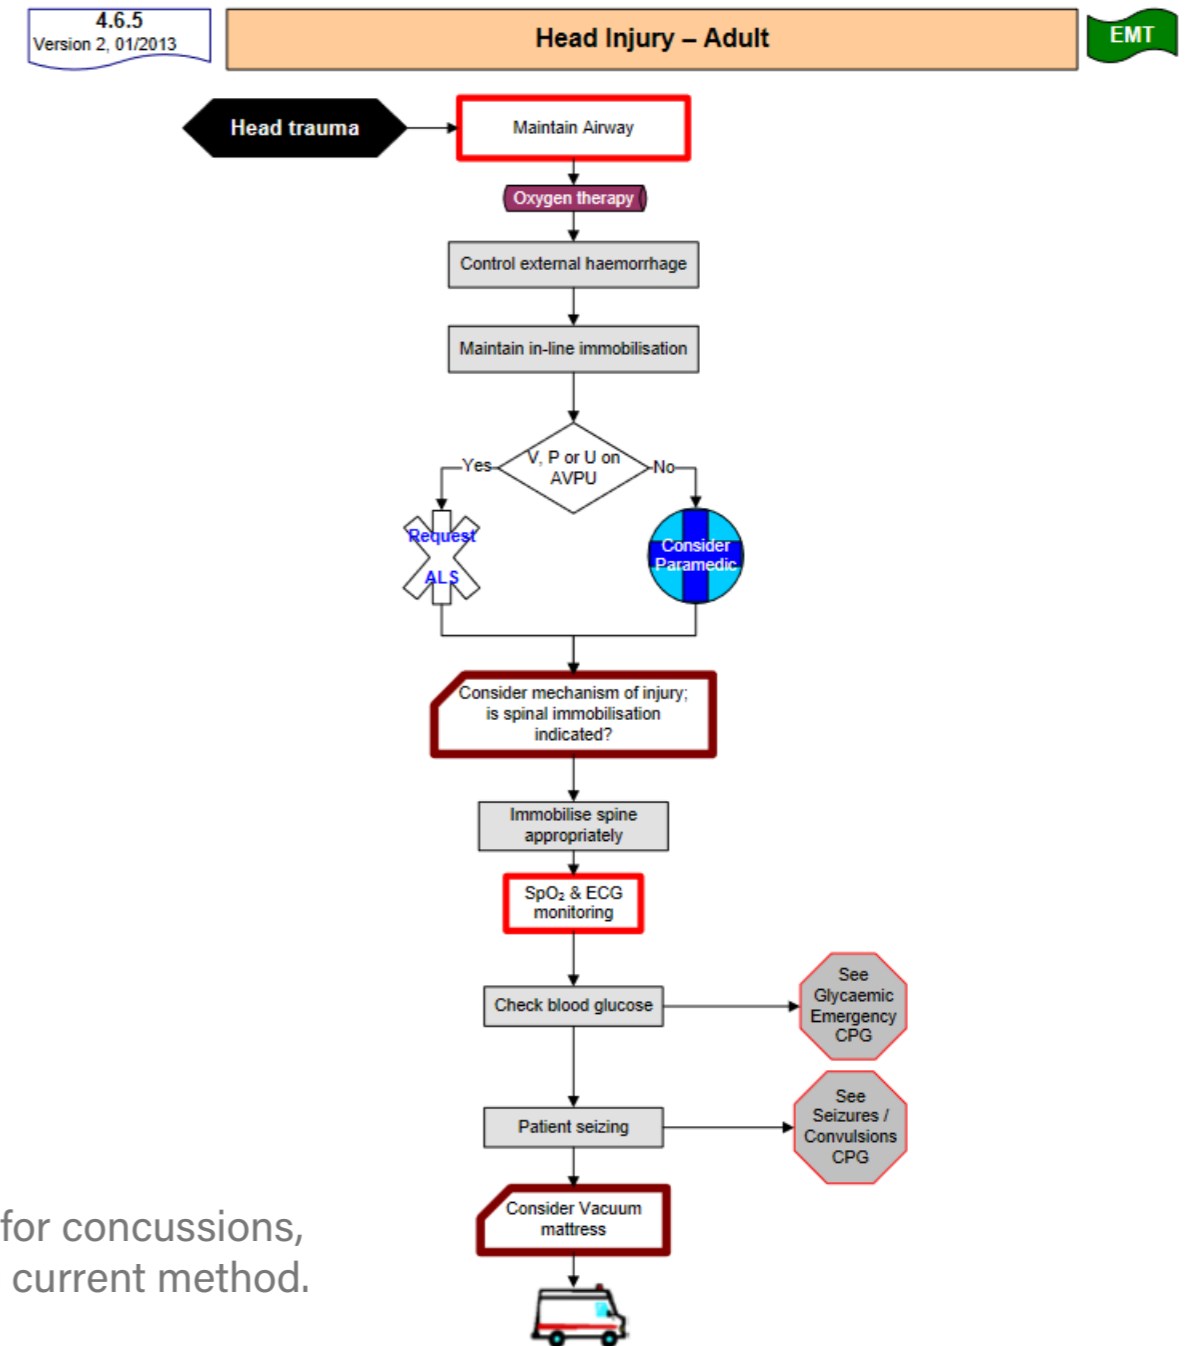 4.6.5
Version 2, 01/2013
Head Injury – Adult
EMT
Head trauma
Maintain Airway
Oxygen therapy
Control external haemorrhage
Maintain in-line immobilisation
V, P or U on
AVPU
Yes
No
Request
ALS
Consider
Paramedic
Consider mechanism of injury;
is spinal immobilisation
indicated?
Immobilise spine
appropriately
SpO₂ & ECG
monitoring
Check blood glucose
See
Glycaemic
Emergency
CPG
Patient seizing
See
Seizures /
Convulsions
CPG
Consider Vacuum
mattress
for concussions,
current method.